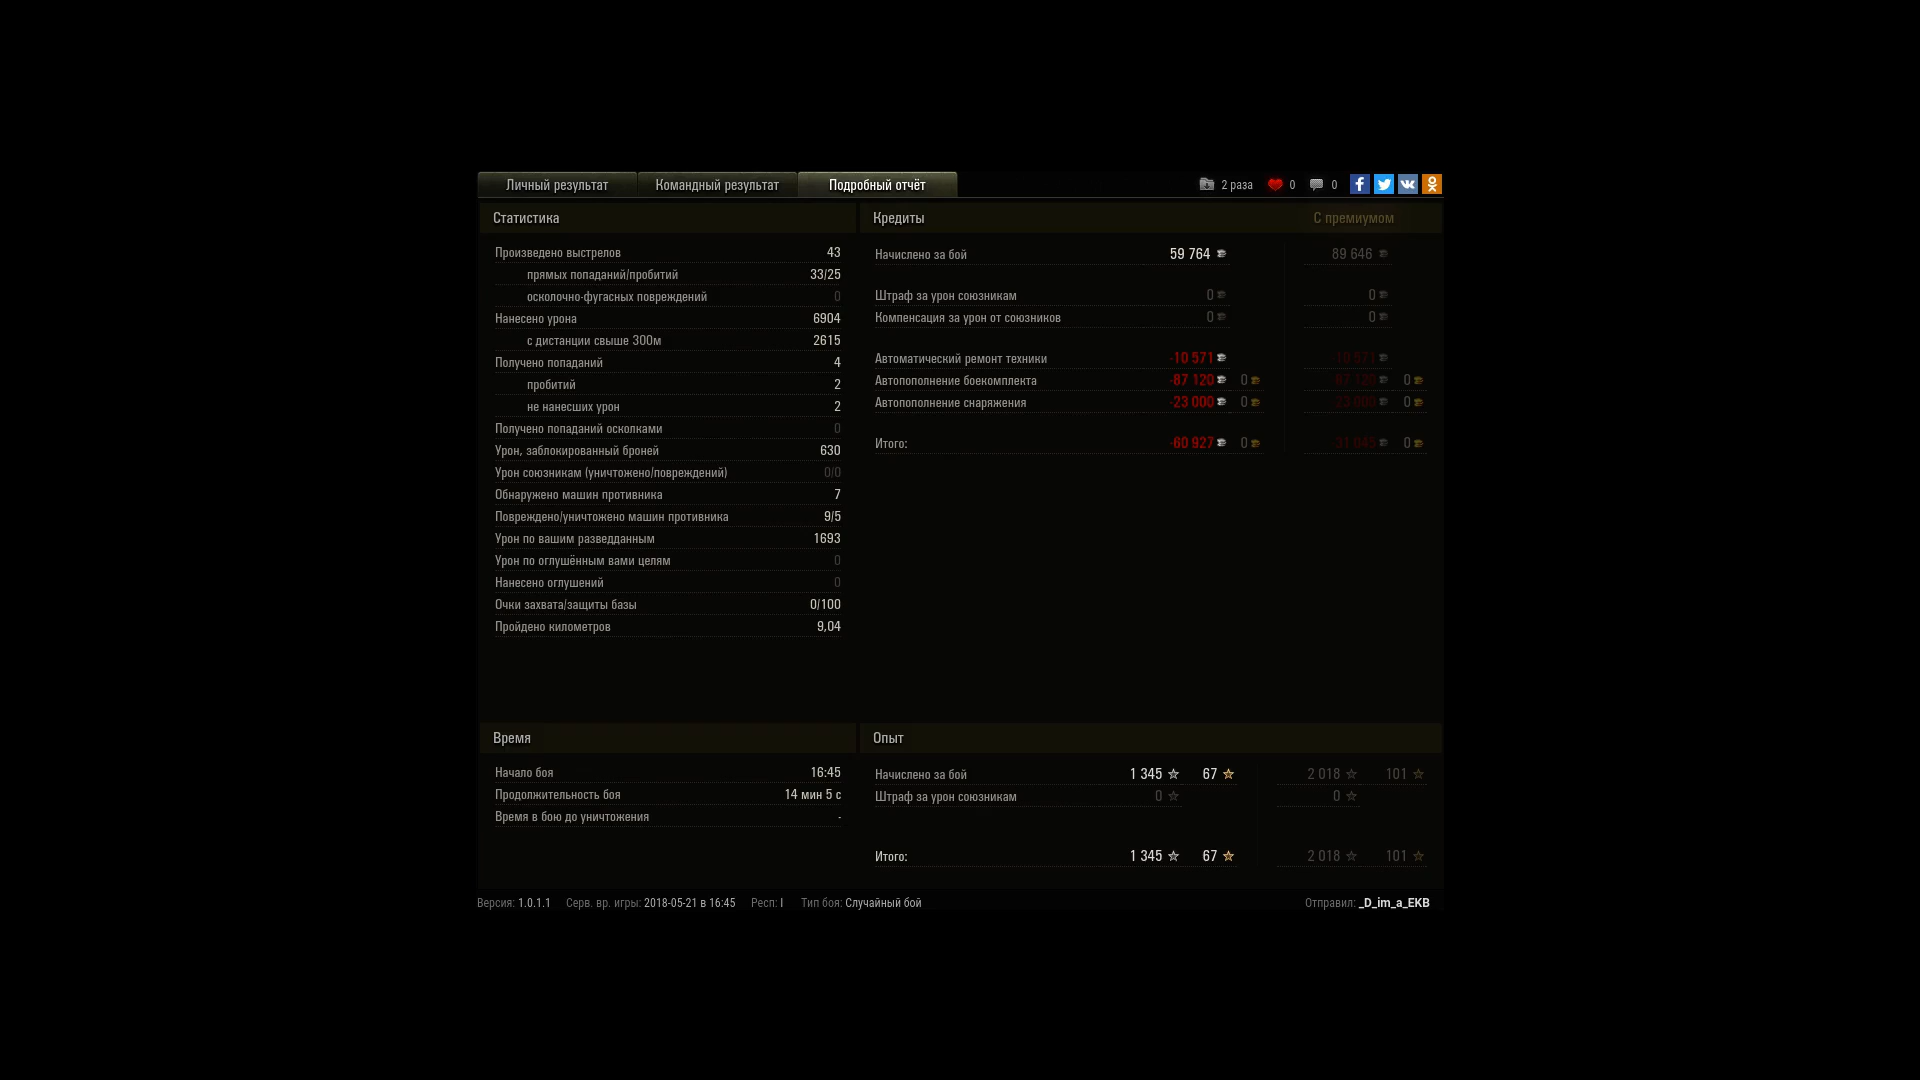 Личный результат Командный результат Подробный отчёт 2 раза 0 0
Статистика
Произведено выстрелов 43
прямых попаданий/пробитий 33/25
осколочно-фугасных повреждений 0
Нанесено урона 6904
с дистанции свыше 300м 2615
Получено попаданий 4
пробитий 2
не нанесших урон 2
Получено попаданий осколками 0
Урон, заблокированный броней 630
Урон союзникам (уничтожено/повреждений) 0/0
Обнаружено машин противника 7
Повреждено/уничтожено машин противника 9/5
Урон по вашим разведданным 1693
Урон по оглушённым вами целям 0
Нанесено оглушений 0
Очки захвата/защиты базы 0/100
Пройдено километров 9,04
Кредиты С премиумом
Начислено за бой 59 764 89 646
Штраф за урон союзникам 0 0
Компенсация за урон от союзников 0 0
Автоматический ремонт техники -10 571 10 571
Автопополнение боекомплекта -87 120 0 87 120 0
Автопополнение снаряжения -23 000 0 23 000 0
Итого: -60 927 0 31 045 0
Время
Начало боя 16:45
Продолжительность боя 14 мин 5 с
Время в бою до уничтожения -
Опыт
Начислено за бой 1 345 67 2 018 101
Штраф за урон союзникам 0 0
Итого: 1 345 67 2 018 101
Версия: 1.0.1.1 Серв. вр. игры: 2018-05-21 в 16:45 Респ: I Тип боя: Случайный бой Отправил: _D_im_a_EKB